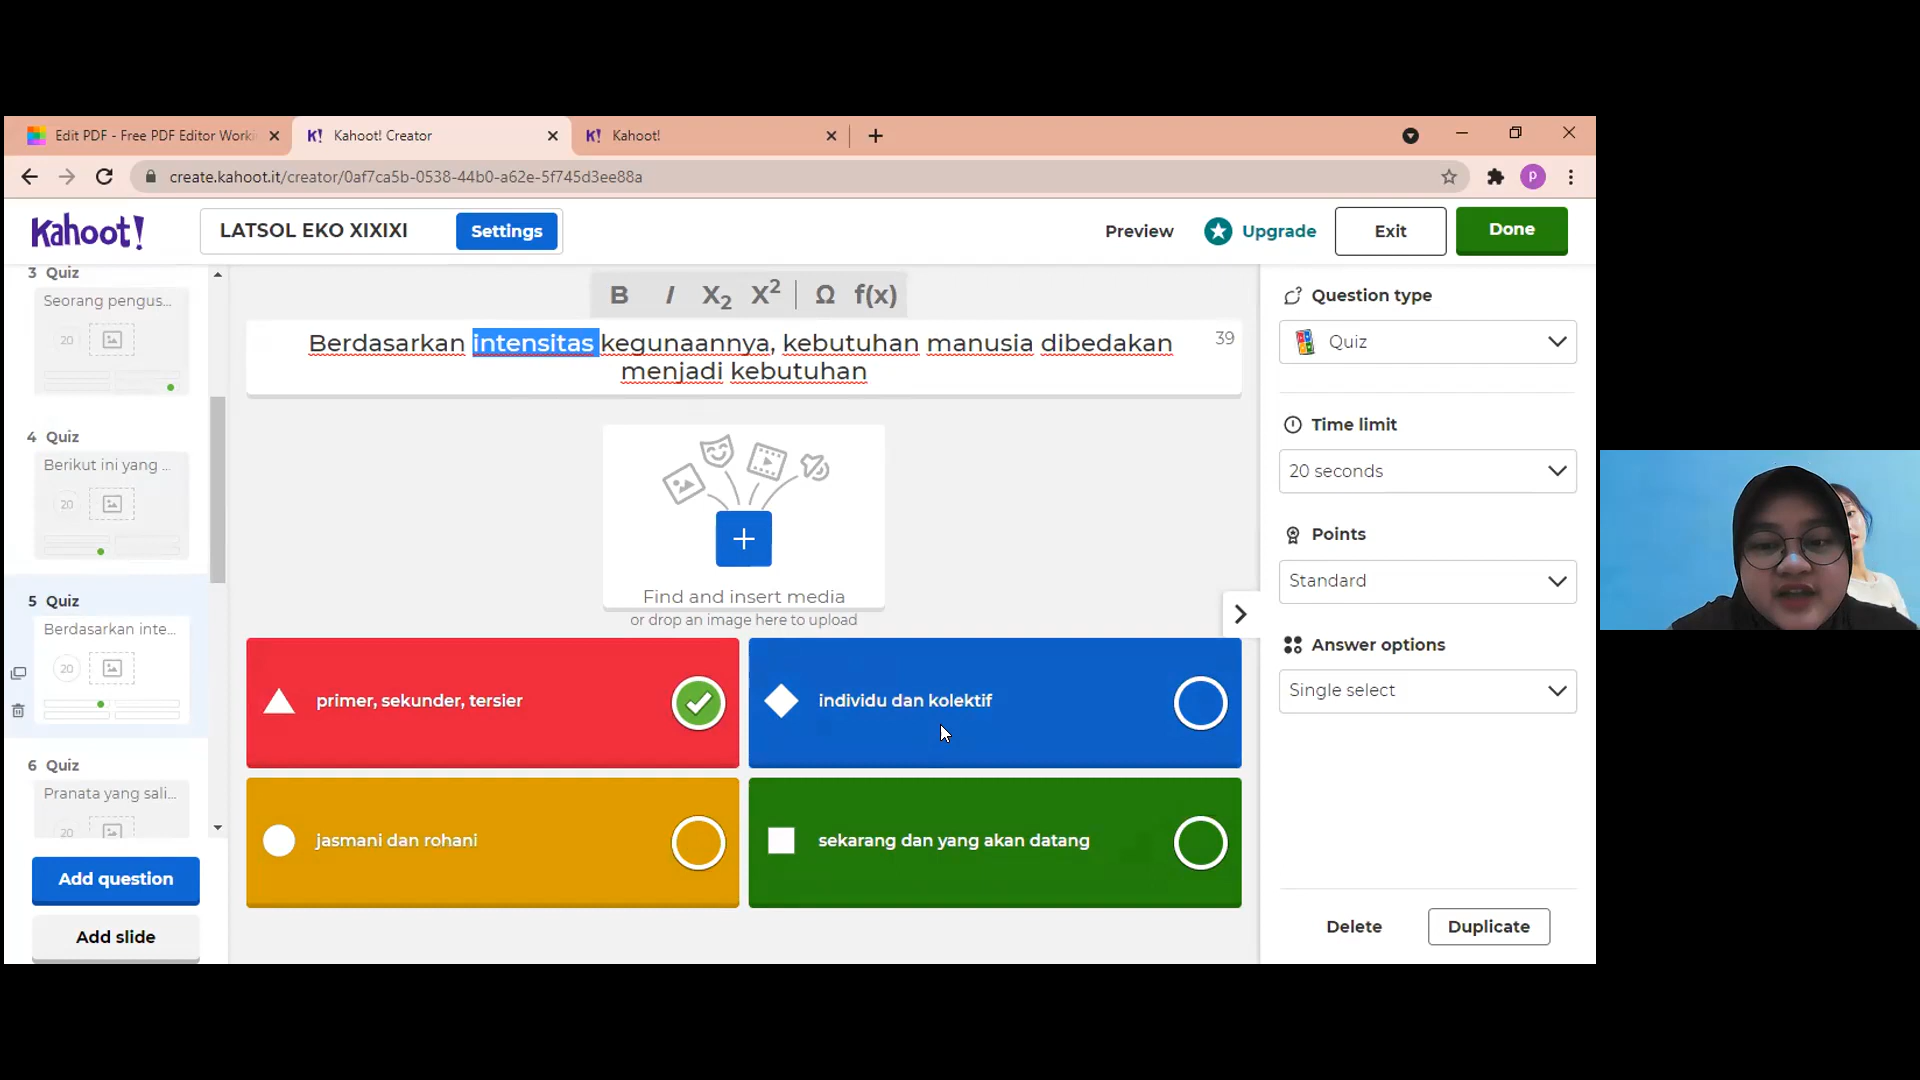 Edit PDF - Free PDF Editor Worki
K! Kahoot! Creator
K! Kahoot!
create.kahoot.it/creator/0af7ca5b-0538-44b0-a62e-5f745d3ee88a
P
Kahoot!
LATSOL EKO XIXIXI
Settings
Preview
Upgrade
Exit
Done
3 Quiz
Seorang pengus...
20
4 Quiz
Berikut ini yang ...
20
5 Quiz
Berdasarkan inte...
20
6 Quiz
Pranata yang sali...
20
Add question
Add slide
B I X2 X2 Ω f(x)
Berdasarkan intensitas kegunaannya, kebutuhan manusia dibedakan
menjadi kebutuhan
39
Find and insert media
or drop an image here to upload
primer, sekunder, tersier
individu dan kolektif
jasmani dan rohani
sekarang dan yang akan datang
Question type
Quiz
Time limit
20 seconds
Points
Standard
Answer options
Single select
Delete
Duplicate